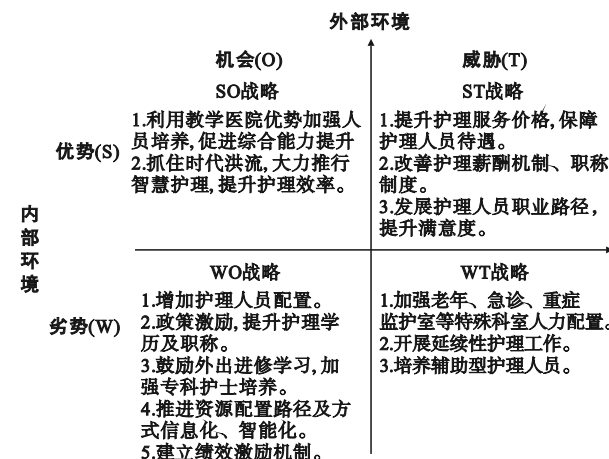 外部环境
机会(O)
威胁(T)
SO战略
ST战略
优势(S)
1.利用教学医院优势加强人
员培养,促进综合能力提升
2.抓住时代洪流,大力推行
智慧护理,提升护理效率。
1.提升护理服务价格,保障
护理人员待遇。
2.改善护理薪酬机制、职称
制度。
3.发展护理人员职业路径,
提升满意度。
内
部
环
境
WO战略
WT战略
劣势(W)
1.增加护理人员配置。
2.政策激励,提升护理学
历及职称。
3.鼓励外出进修学习,加
强专科护士培养。
4.推进资源配置路径及方
式信息化、智能化。
5.建立绩效激励机制。
1.加强老年、急诊、重症
监护室等特殊科室人力配置。
2.开展延续性护理工作。
3.培养辅助型护理人员。